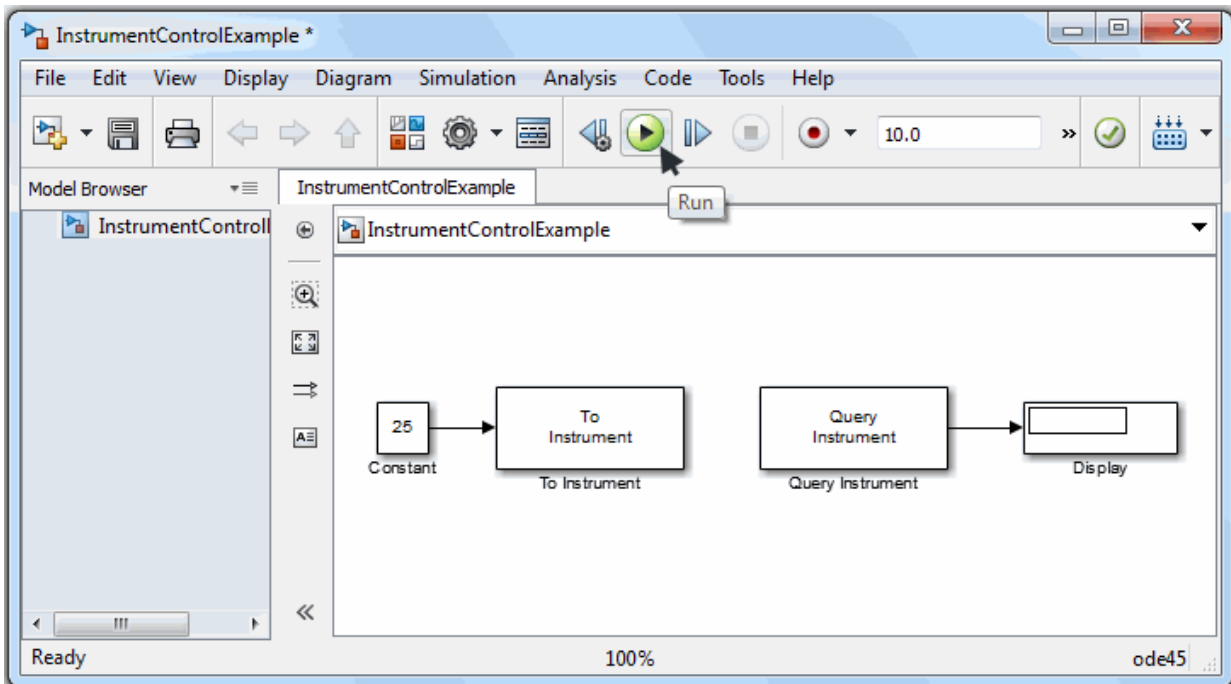 InstrumentControlExample *
File Edit View Display Diagram Simulation Analysis Code Tools Help
10.0 »
Model Browser InstrumentControlExample
Run
InstrumentControll
InstrumentControlExample
25
To
Instrument
Query
Instrument
Constant
To Instrument
Query Instrument
Display
Ready 100% ode45